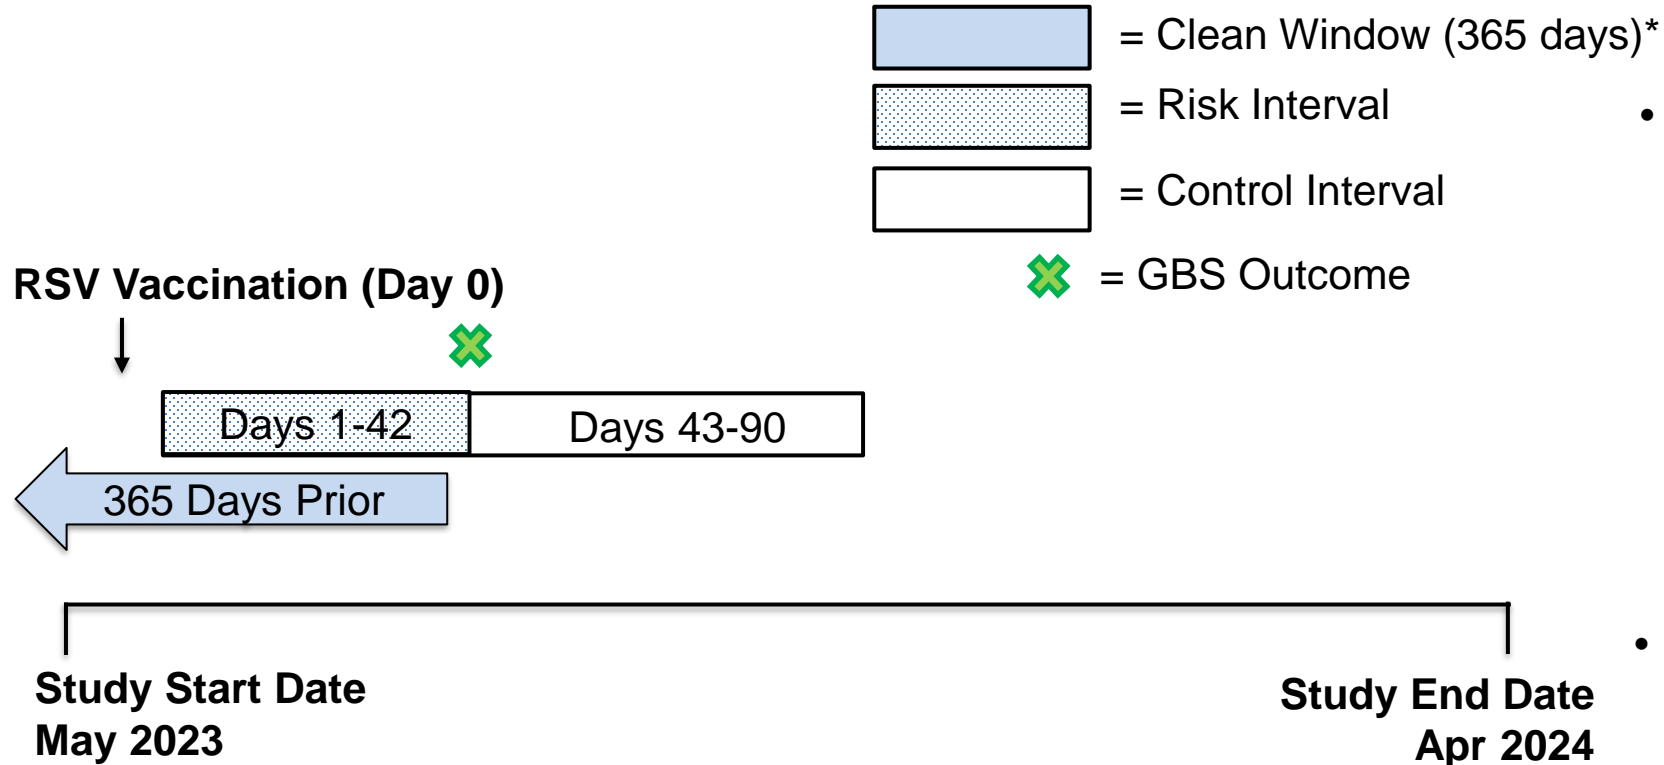 = Clean Window (365 days)*
= Risk Interval
•
= Control Interval
= GBS Outcome
RSV Vaccination (Day 0)
Days 1-42
Days 43-90
365 Days Prior
•
Study Start Date
May 2023
Study End Date
Apr 2024